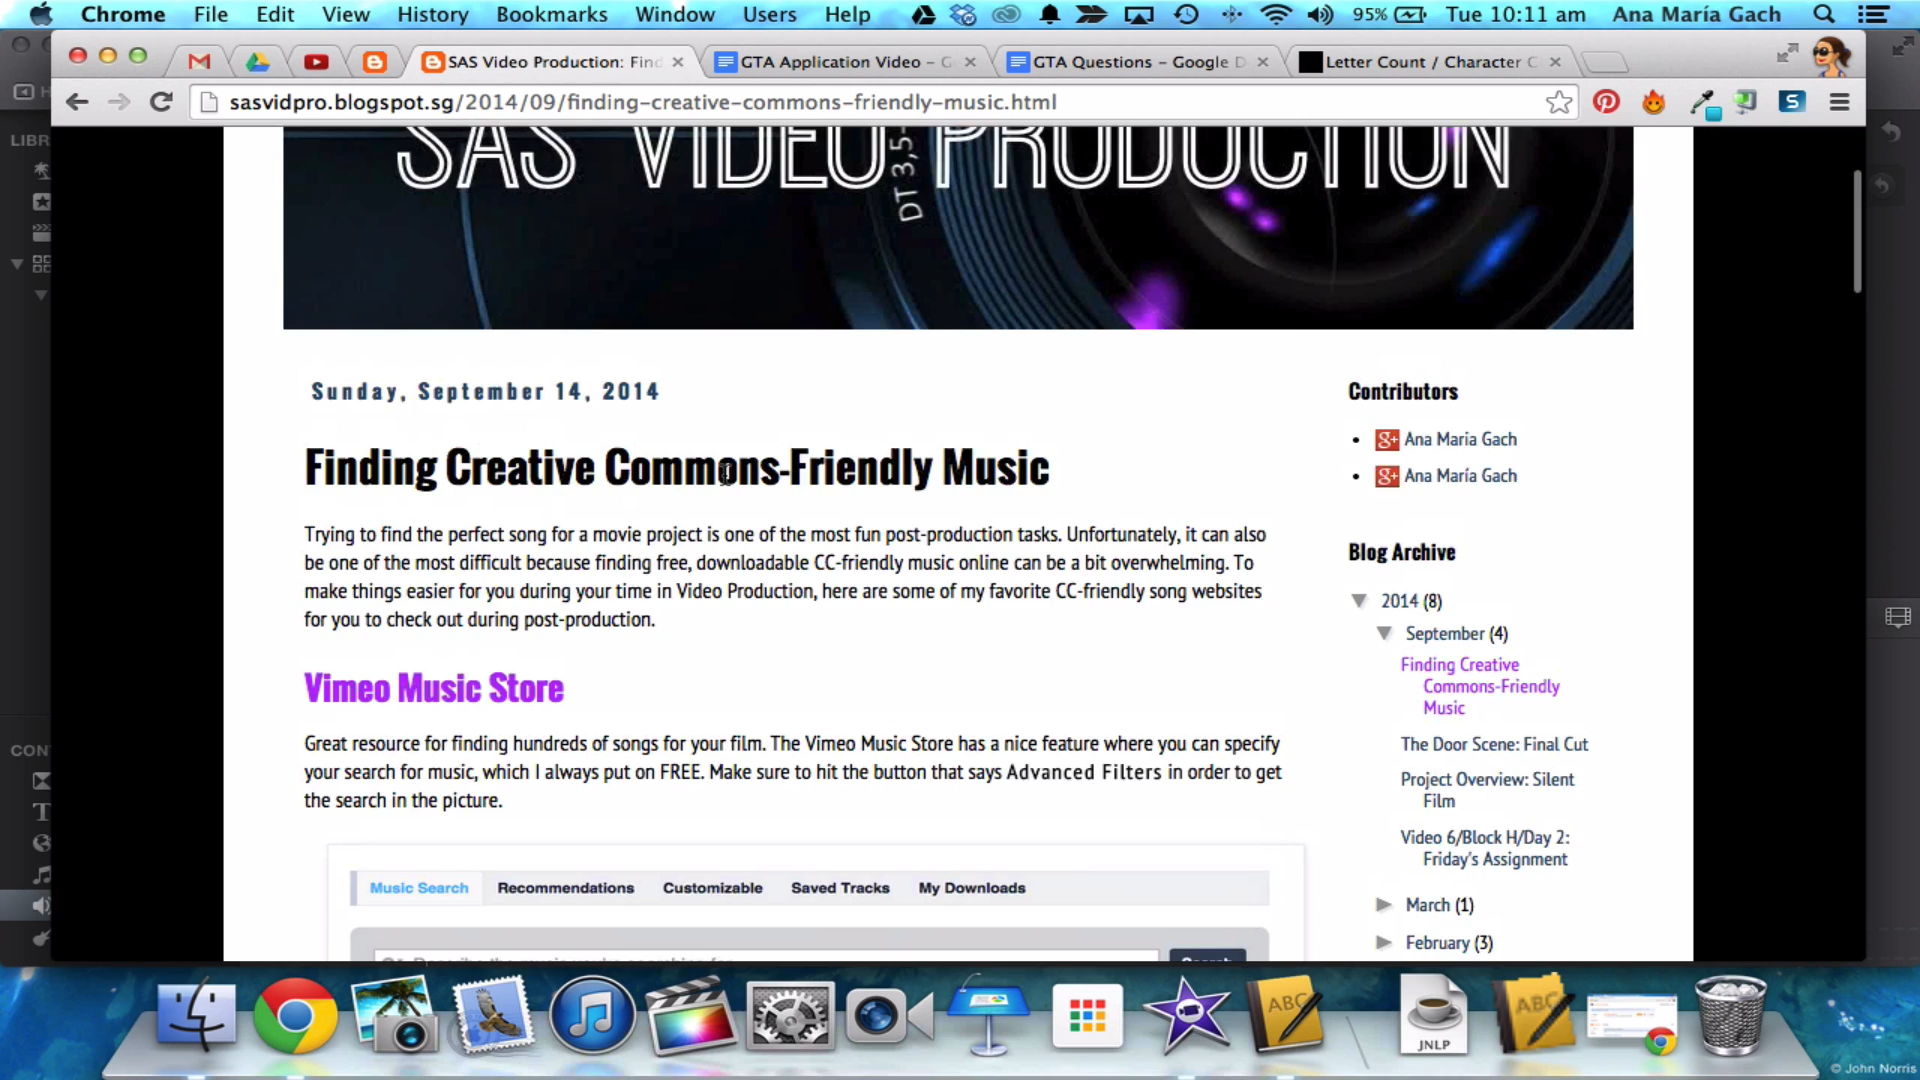 Chrome File Edit View History Bookmarks Window Users Help 95% Tue 10:11 am Ana María Gach
SAS Video Production: Find GTA Application Video - G GTA Questions - Google D Letter Count / Character C
sasvidpro.blogspot.sg/2014/09/finding-creative-commons-friendly-music.html
SAS VIDEO PRODUCTION
DT 3,5-
LIBR
CON
Sunday, September 14, 2014
Finding Creative Commons-Friendly Music
Trying to find the perfect song for a movie project is one of the most fun post-production tasks. Unfortunately, it can also
be one of the most difficult because finding free, downloadable CC-friendly music online can be a bit overwhelming. To
make things easier for you during your time in Video Production, here are some of my favorite CC-friendly song websites
for you to check out during post-production.
Vimeo Music Store
Great resource for finding hundreds of songs for your film. The Vimeo Music Store has a nice feature where you can specify
your search for music, which I always put on FREE. Make sure to hit the button that says Advanced Filters in order to get
the search in the picture.
Music Search Recommendations Customizable Saved Tracks My Downloads
Contributors
Ana Maria Gach
Ana María Gach
Blog Archive
▼ 2014 (8)
▼ September (4)
Finding Creative
Commons-Friendly
Music
The Door Scene: Final Cut
Project Overview: Silent
Film
Video 6/Block H/Day 2:
Friday's Assignment
► March (1)
► February (3)
ABC
JNLP
ABC
© John Norris